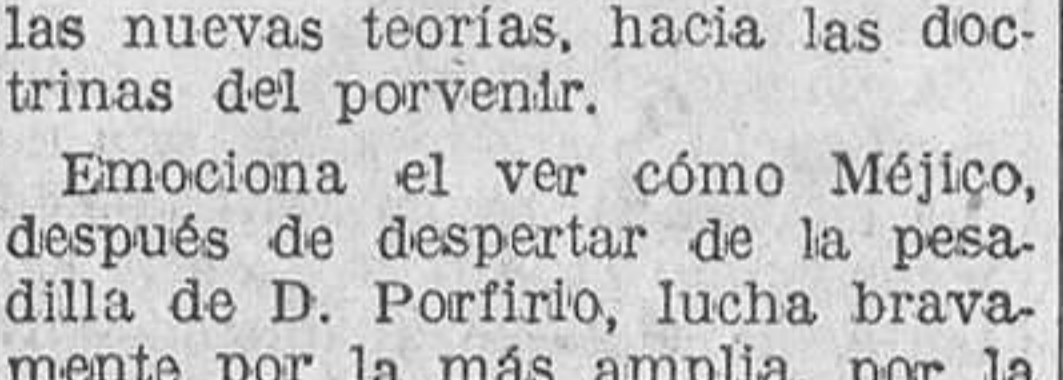 las nuevas teorías, hacia las doc-
trinas del porvenir.
Emociona el ver cómo Méjico,
después de despertar de la pesa-
dilla de D. Porfirio, lucha brava-
mente por la más amplia, por la